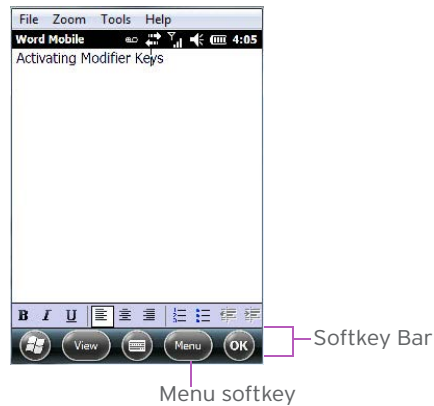 File Zoom Tools Help
Word Mobile 4:05
Activating Modifier Keys
B I U
View Menu OK
Softkey Bar
Menu softkey